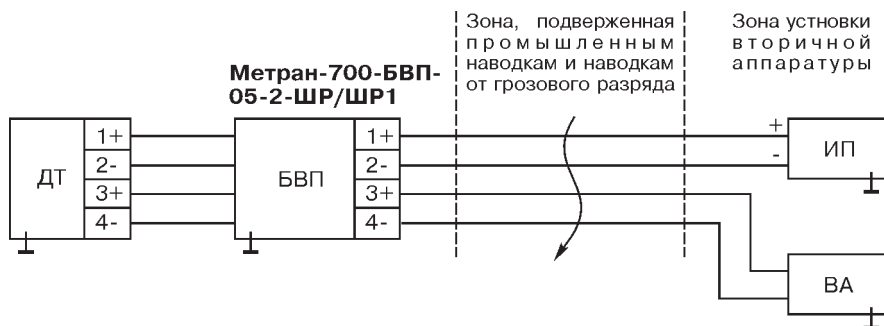 Зона, подверженная
промышленным
наводкам и наводкам
от грозового разряда
Зона устновки
вторичной
аппаратуры
Метран-700-БВП-
05-2-ШР/ШР1
ДТ
1+
2-
3+
4-
БВП
1+
2-
3+
4-
+
-
ИП
ВА